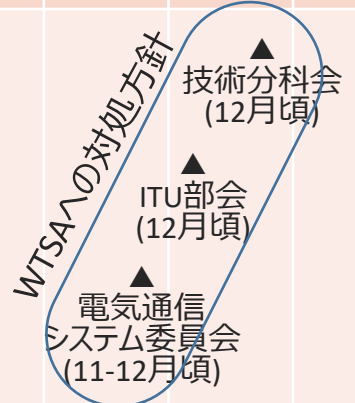 WTSAへの対処方針
▲
技術分科会
(12月頃)
▲
ITU部会
(12月頃)
▲
電気通信
システム委員会
(11-12月頃)